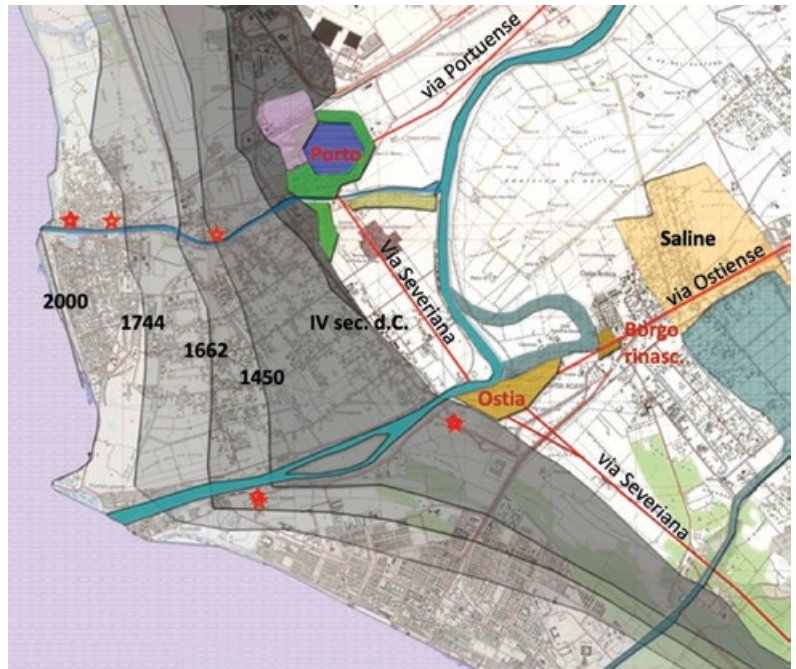 via Portuense
Porto
Saline
Via Severiana
via Ostiense
2000
1744
IV sec. d.C.
1662
Borgo
rinasc.
1450
Ostia
via Severiana